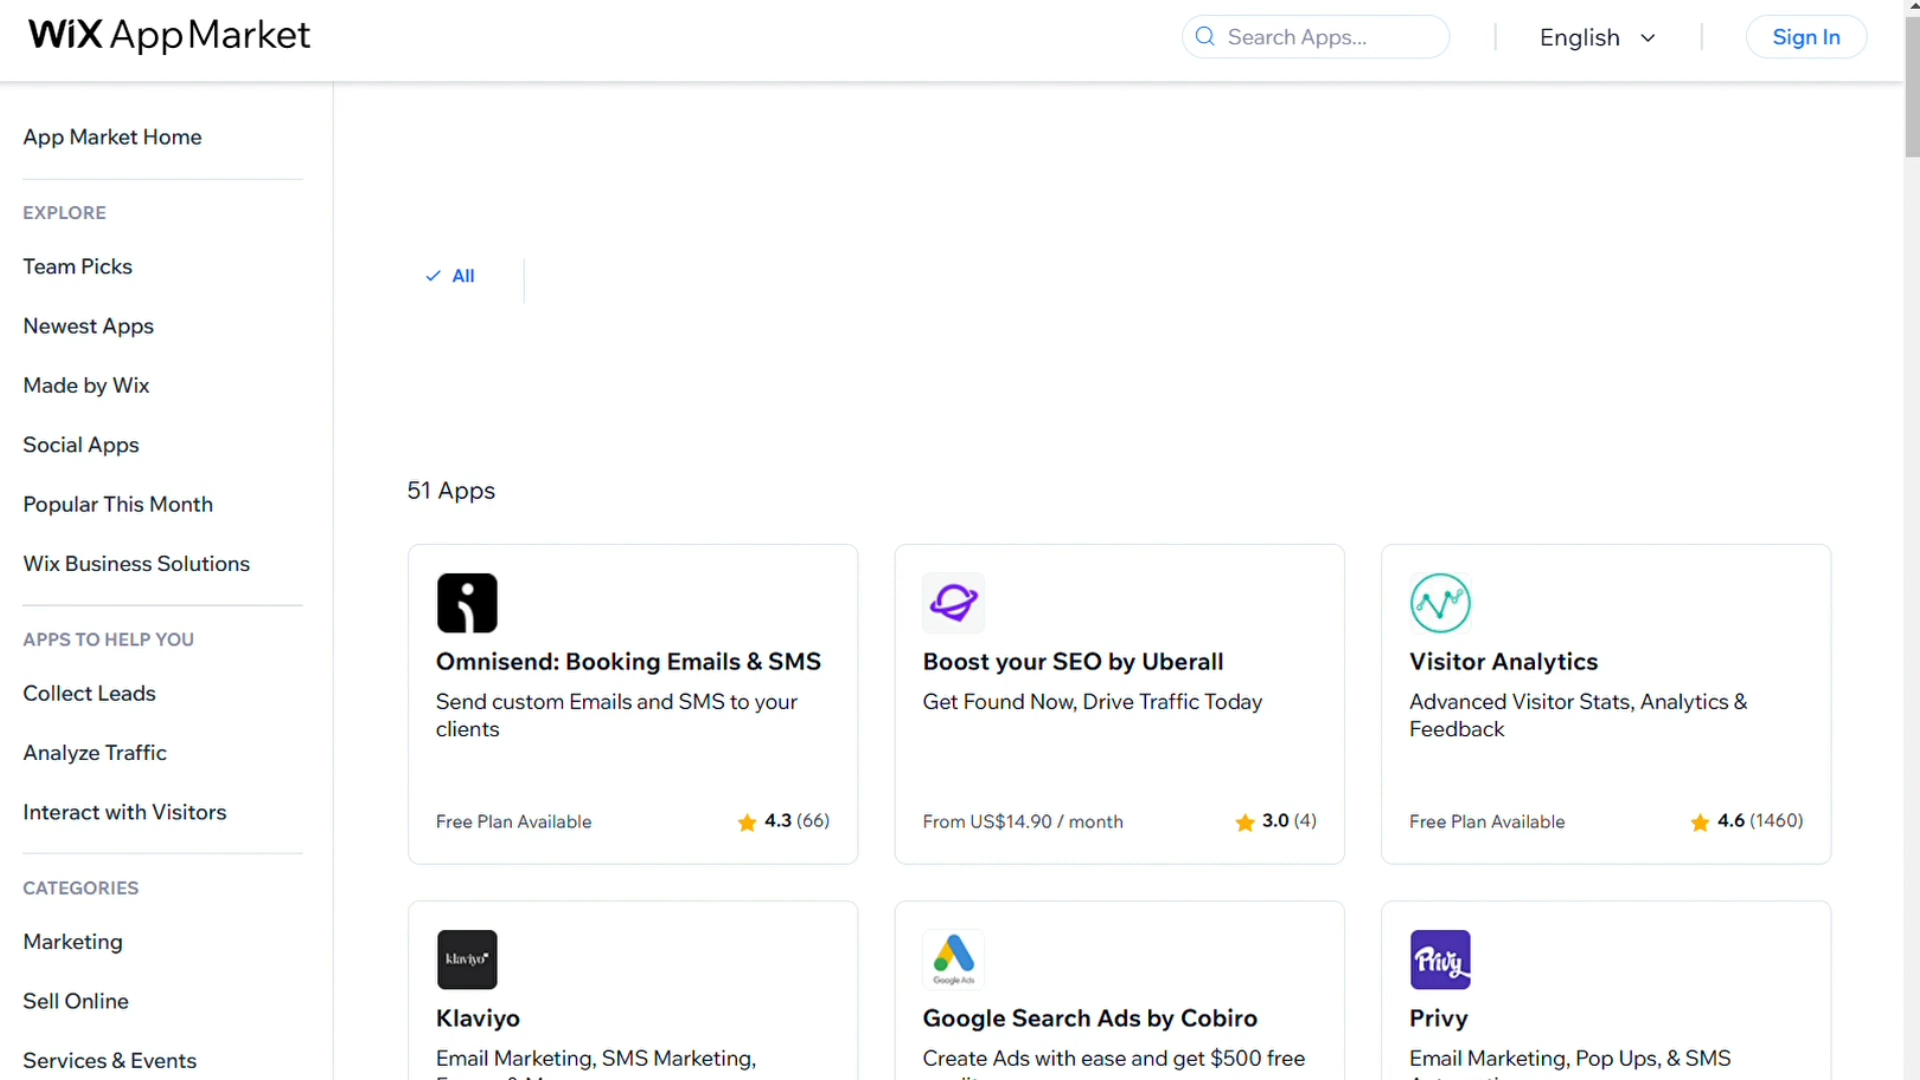 WiX App Market
Search Apps...
English
Sign In
App Market Home
EXPLORE
Team Picks
Newest Apps
Made by Wix
Social Apps
Popular This Month
Wix Business Solutions
APPS TO HELP YOU
Collect Leads
Analyze Traffic
Interact with Visitors
CATEGORIES
Marketing
Sell Online
Services & Events
All
51 Apps
Omnisend: Booking Emails & SMS
Send custom Emails and SMS to your
clients
Free Plan Available
4.3 (66)
Boost your SEO by Uberall
Get Found Now, Drive Traffic Today
From US$14.90 / month
3.0 (4)
Visitor Analytics
Advanced Visitor Stats, Analytics &
Feedback
Free Plan Available
4.6 (1460)
klaviyo
Klaviyo
Email Marketing, SMS Marketing,
Google Ads
Google Search Ads by Cobiro
Create Ads with ease and get $500 free
Privy
Privy
Email Marketing, Pop Ups, & SMS